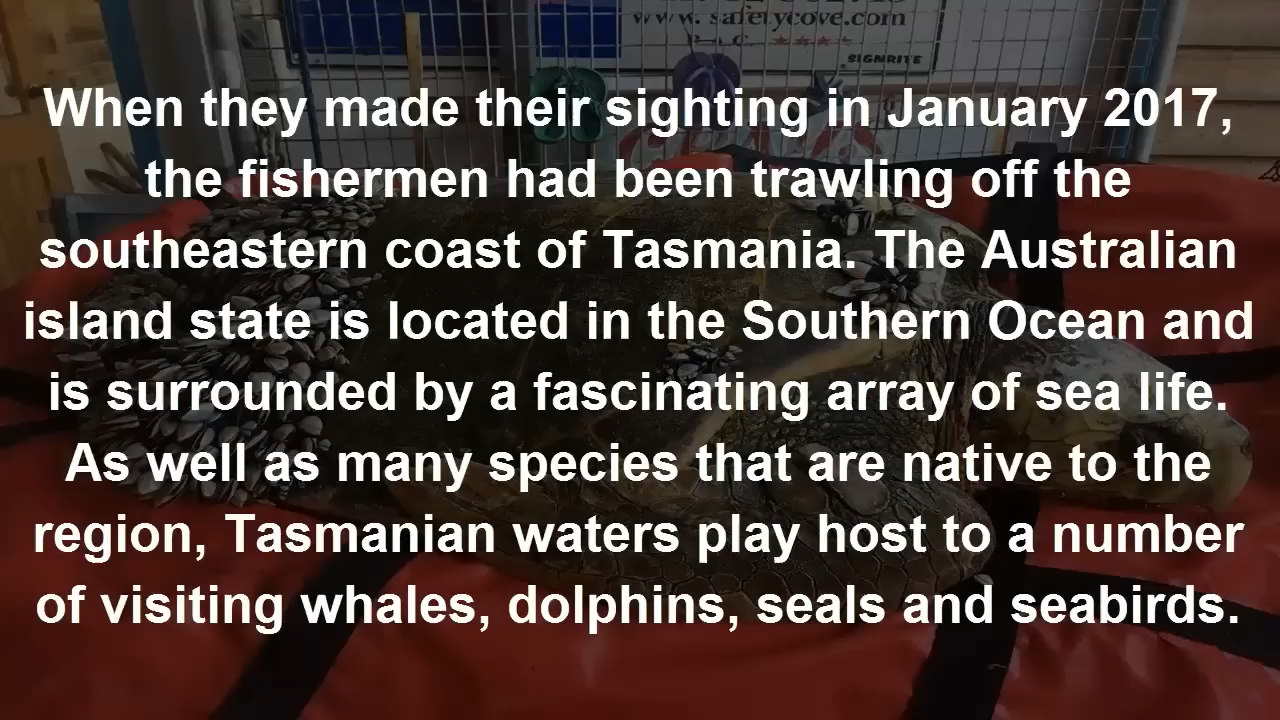 www.safetycove.com
SIGNRITE
When they made their sighting in January 2017,
the fishermen had been trawling off the
southeastern coast of Tasmania. The Australian
island state is located in the Southern Ocean and
is surrounded by a fascinating array of sea life.
As well as many species that are native to the
region, Tasmanian waters play host to a number
of visiting whales, dolphins, seals and seabirds.